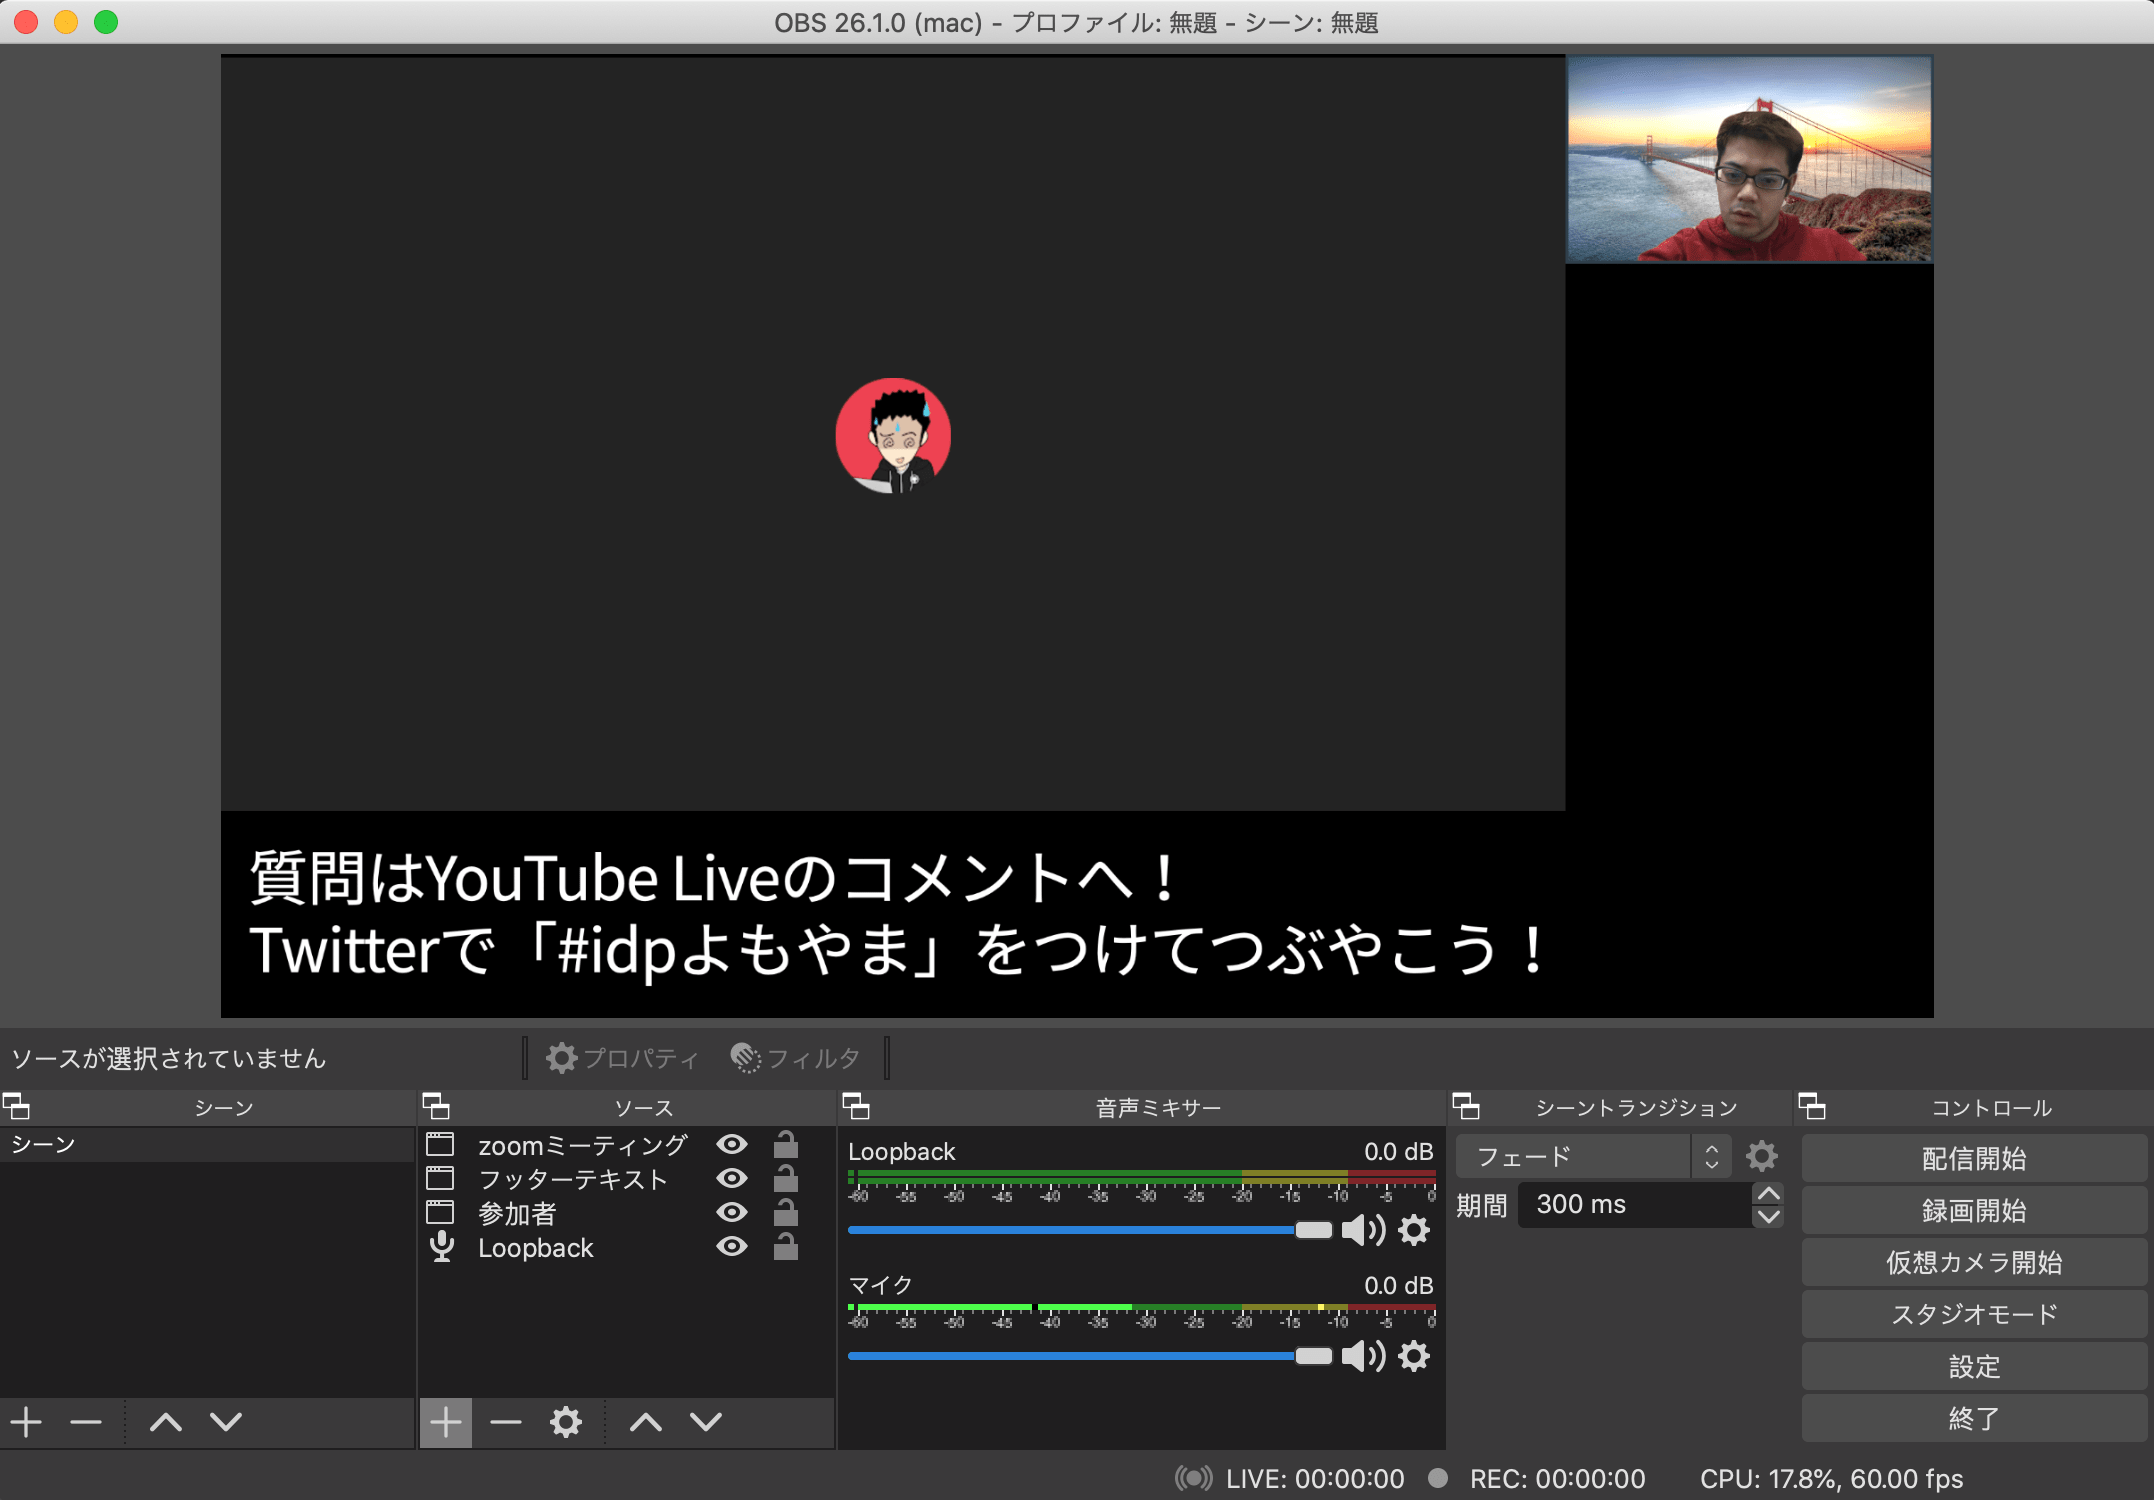 OBS 26.1.0 (mac) - プロファイル: 無題 - シーン: 無題
質問はYouTube Liveのコメントへ！
Twitterで「#idpよもやま」をつけてつぶやこう！
ソースが選択されていません
プロパティ
フィルタ
シーン
シーン
ソース
zoomミーティング
フッターテキスト
参加者
Loopback
音声ミキサー
Loopback 0.0 dB
-60 -55 -50 -45 -40 -35 -30 -25 -20 -15 -10 -5 0
マイク 0.0 dB
-60 -55 -50 -45 -40 -35 -30 -25 -20 -15 -10 -5 0
シーントランジション
フェード
期間 300 ms
コントロール
配信開始
録画開始
仮想カメラ開始
スタジオモード
設定
終了
LIVE: 00:00:00 REC: 00:00:00 CPU: 17.8%, 60.00 fps